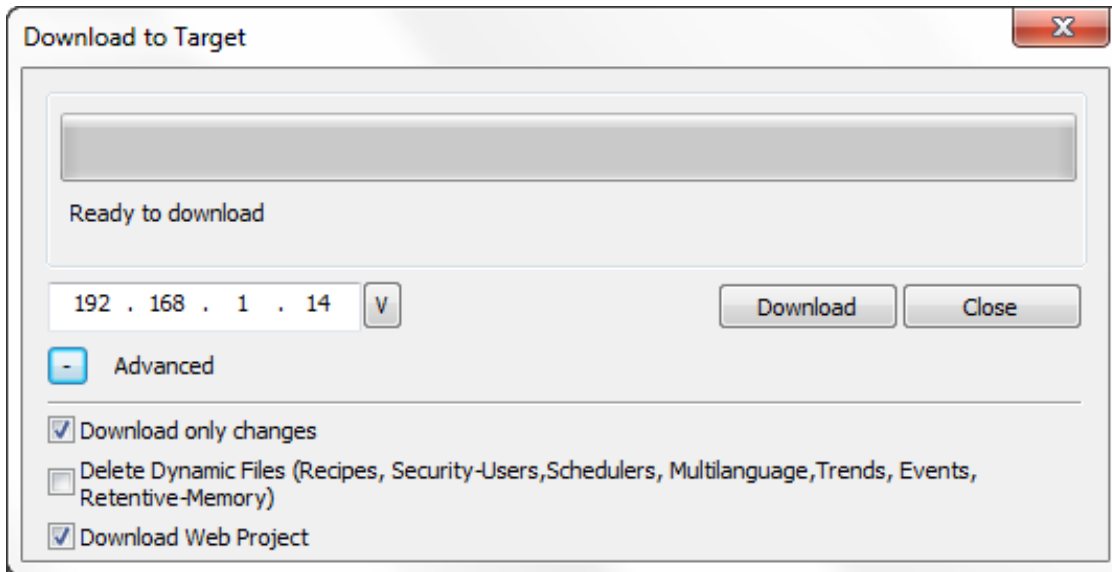 Download to Target
X
Ready to download
192 . 168 . 1 . 14
V
Download
Close
-
Advanced
Download only changes
Delete Dynamic Files (Recipes, Security-Users,Schedulers, Multilanguage,Trends, Events,
Retentive-Memory)
Download Web Project